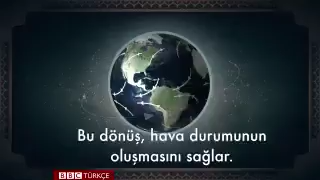 Bu dönüş, hava durumunun
oluşmasını sağlar.
BBC TÜRKÇE